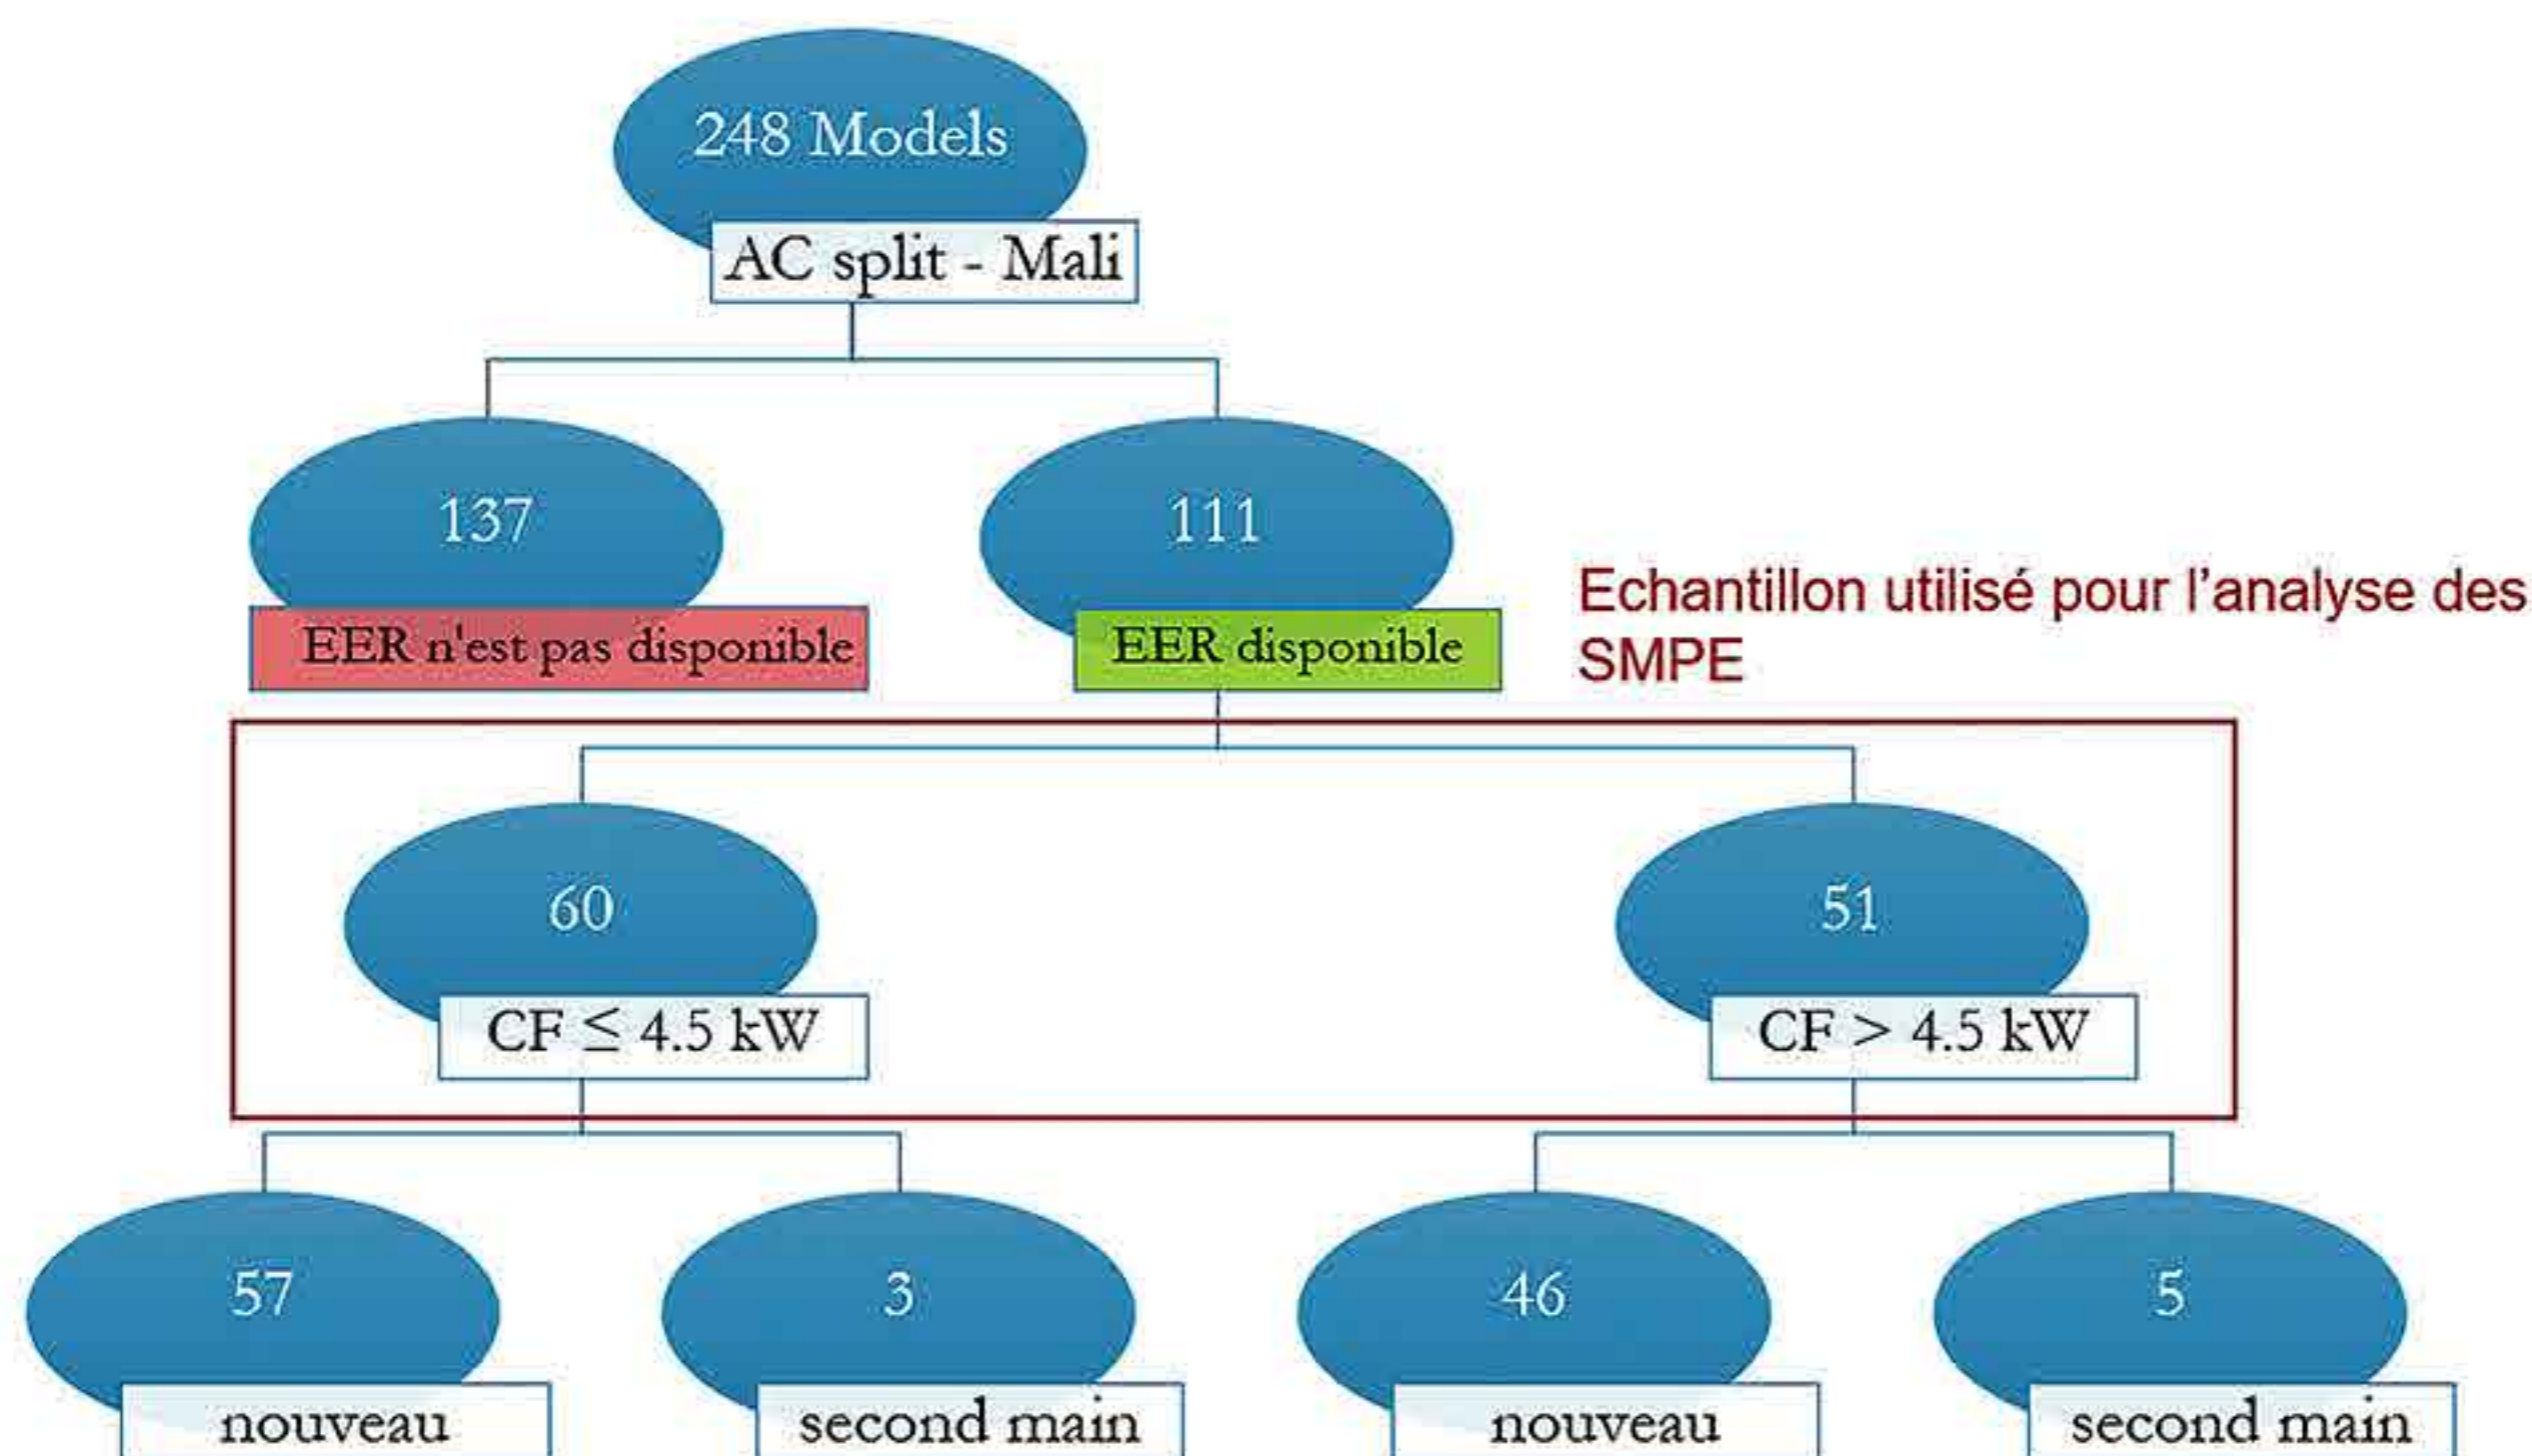 248 Models
AC split - Mali
137
111
EER n'est pas disponible
EER disponible
Echantillon utilisé pour l'analyse des
SMPE
60
51
CF ≤ 4.5 kW
CF > 4.5 kW
57
3
46
5
nouveau
second main
nouveau
second main